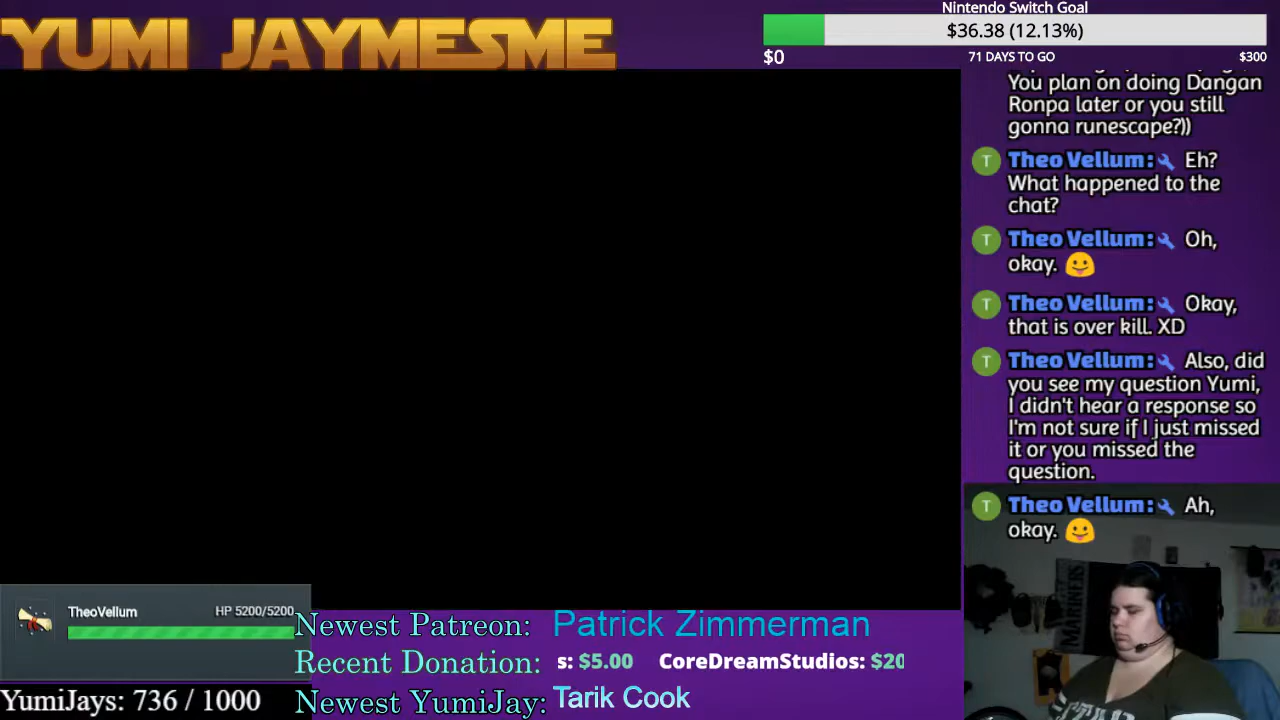 YUMI JAYMESME
Nintendo Switch Goal
$36.38 (12.13%)
$0
71 DAYS TO GO
$300
You plan on doing Dangan
Ronpa later or you still
gonna runescape?))
T Theo Vellum: Eh?
What happened to the
chat?
T Theo Vellum: Oh,
okay.
T Theo Vellum: Okay,
that is over kill. XD
T Theo Vellum: Also, did
you see my question Yumi,
I didn't hear a response so
I'm not sure if I just missed
it or you missed the
question.
T Theo Vellum: Ah,
okay.
MARINERS
TheoVellum
HP 5200/5200
Newest Patreon: Patrick Zimmerman
Recent Donation: s: $5.00 CoreDreamStudios: $20
YumiJays: 736 / 1000
Newest YumiJay: Tarik Cook